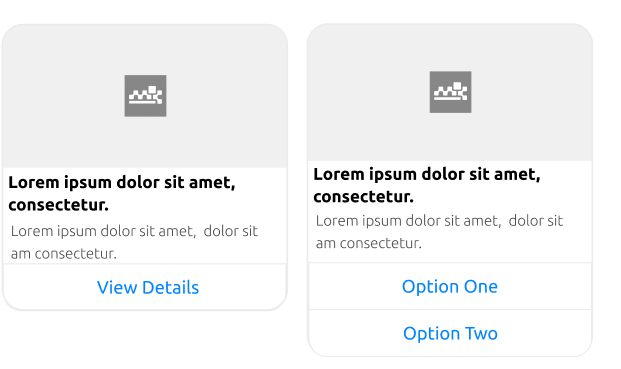 Lorem ipsum dolor sit amet,
consectetur.
Lorem ipsum dolor sit amet,  dolor sit
am consectetur.
View Details
Lorem ipsum dolor sit amet,
consectetur.
Lorem ipsum dolor sit amet,  dolor sit
am consectetur.
Option One
Option Two